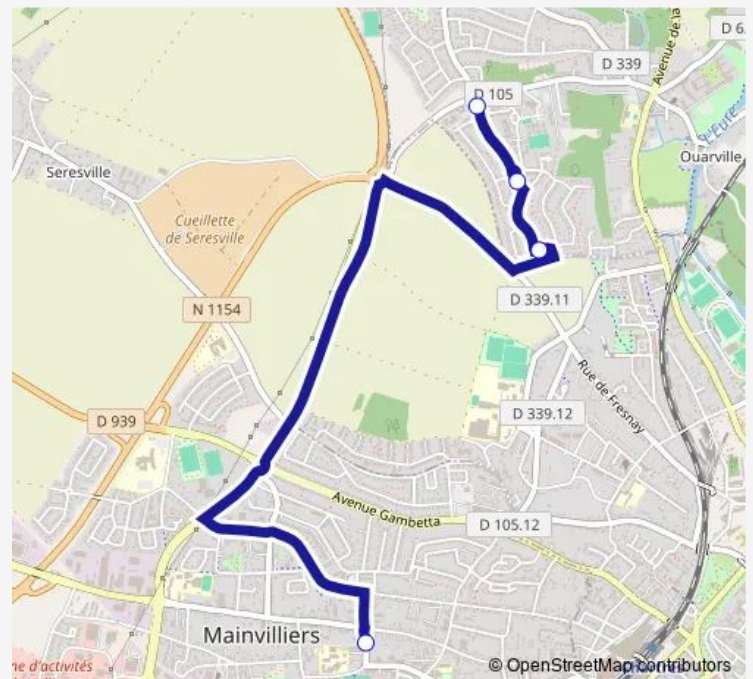 D 6
D 339
Avenue de la
D 105
L'Eure
Ouarville
Seresville
Cueillette
de Seresville
D 339.11
N 1154
Rue de Fresnay
D 939
D 339.12
Avenue Gambetta
D 105.12
Mainvilliers
ne d'activités
© OpenStreetMap contributors